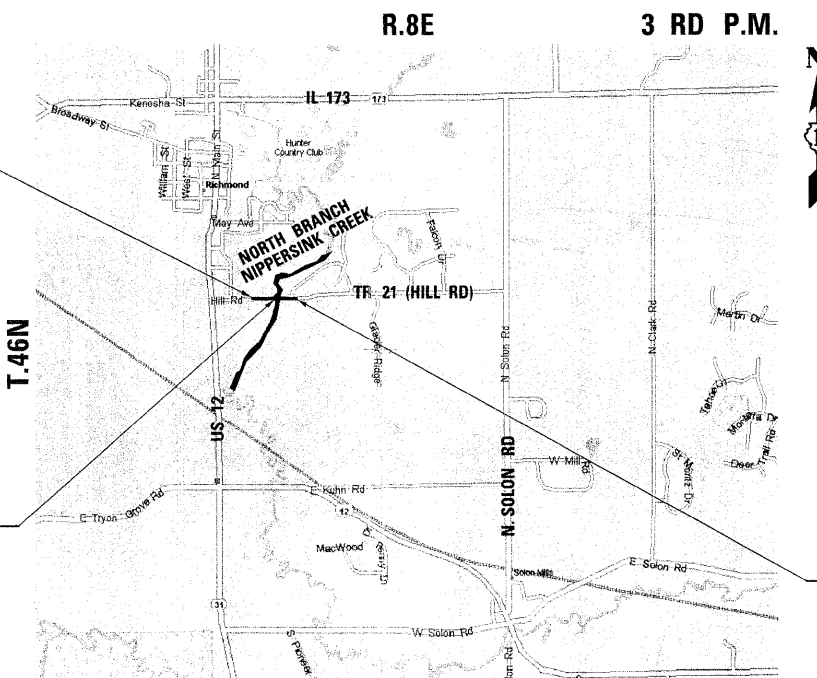 R.8E
3 RD P.M.
N
IL 173
173
Kenosha St
Broadway St
Hunter
Country Club
William St
West St
N Main St
Richmond
May Ave
NORTH BRANCH
NIPPERSINK CREEK
Falcon Dr
Hill Rd
TR 21 (HILL RD)
T.46N
Glacier Ridge
N Solon Rd
N Clark Rd
Martin Dr
Tahoe Ln
Deer Trail Rd
St Moritz Dr
US 12
N. SOLON RD
W Mill Rd
E Kuhn Rd
E Tryon Grove Rd
12
MacWood
Solon Mills
E Solon Rd
31
W Solon Rd
S Pioneer